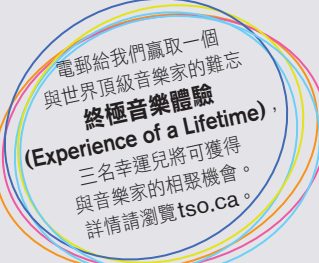 電郵給我們贏取一個
與世界頂級音樂家的難忘
終極音樂體驗
(Experience of a Lifetime)，
三名幸運兒將可獲得
與音樂家的相聚機會。
詳情請瀏覽tso.ca。